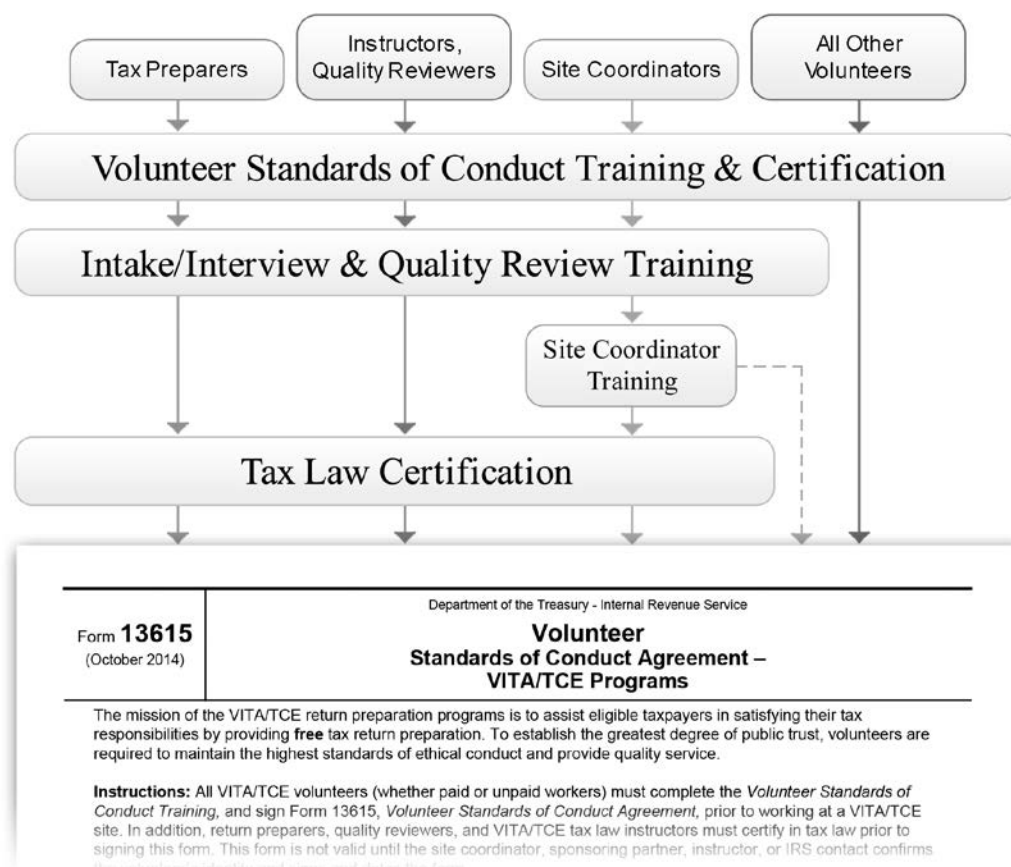 Tax Preparers
Instructors,
Quality Reviewers
Site Coordinators
All Other
Volunteers
Volunteer Standards of Conduct Training & Certification
Intake/Interview & Quality Review Training
Site Coordinator
Training
Tax Law Certification
Department of the Treasury - Internal Revenue Service
Form 13615
(October 2014)
Volunteer
Standards of Conduct Agreement –
VITA/TCE Programs
The mission of the VITA/TCE return preparation programs is to assist eligible taxpayers in satisfying their tax
responsibilities by providing free tax return preparation. To establish the greatest degree of public trust, volunteers are
required to maintain the highest standards of ethical conduct and provide quality service.
Instructions: All VITA/TCE volunteers (whether paid or unpaid workers) must complete the Volunteer Standards of
Conduct Training, and sign Form 13615, Volunteer Standards of Conduct Agreement, prior to working at a VITA/TCE
site. In addition, return preparers, quality reviewers, and VITA/TCE tax law instructors must certify in tax law prior to
signing this form. This form is not valid until the site coordinator, sponsoring partner, instructor, or IRS contact confirms